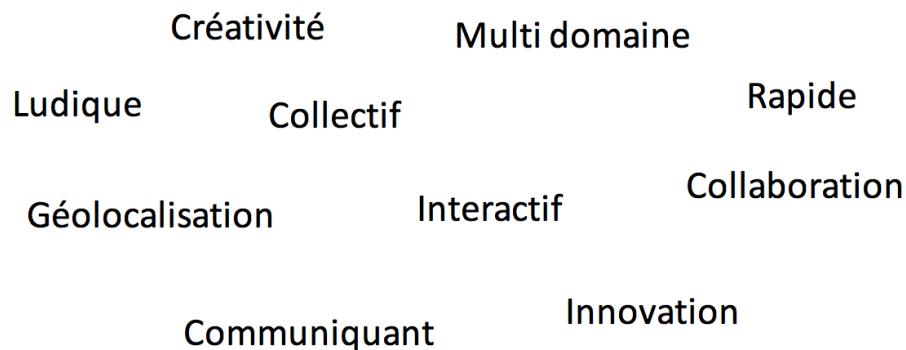 Créativité
Multi domaine
Ludique
Collectif
Rapide
Géolocalisation
Interactif
Collaboration
Communiquant
Innovation